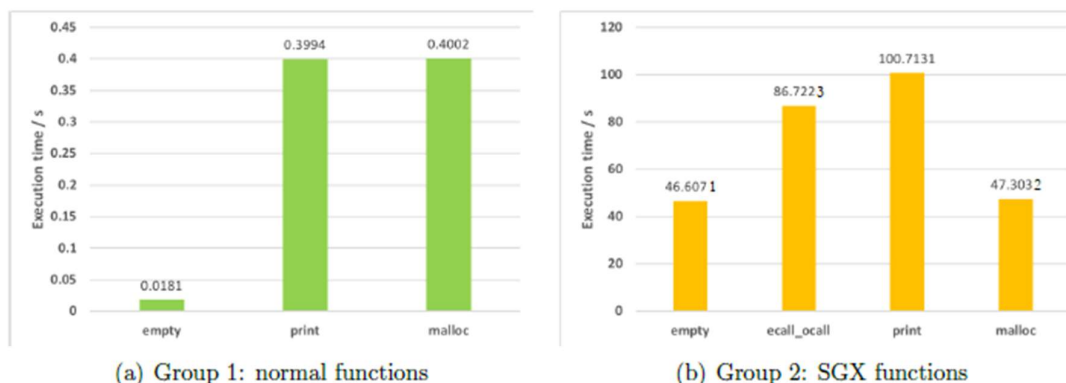 Execution time / s
0.45
0.4
0.35
0.3
0.25
0.2
0.15
0.1
0.05
0
0.0181
0.3994
0.4002
empty
print
malloc
(a) Group 1: normal functions
Execution time / s
120
100
80
60
40
20
0
46.6071
86.7223
100.7131
47.3032
empty
ecall_ocall
print
malloc
(b) Group 2: SGX functions